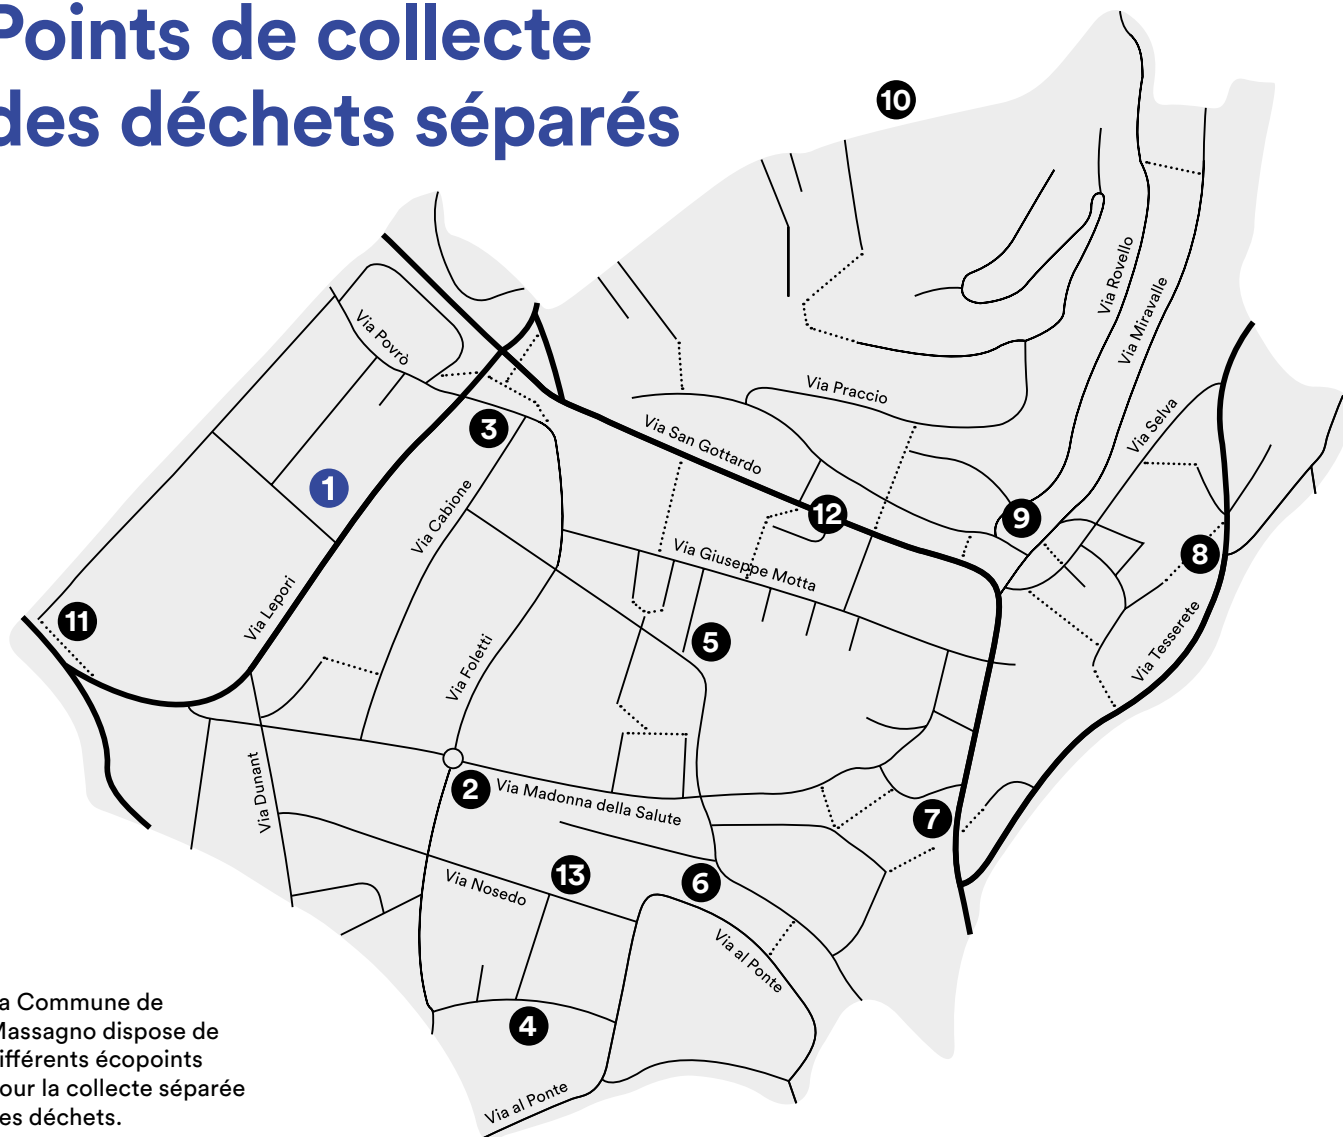 Points de collecte
des déchets séparés
10
Via Rovello
Via Miravalle
Via Povrò
Via Praccio
Via San Gottardo
Via Selva
3
1
Via Cabione
12
9
8
Via Giuseppe Motta
Via Lepori
11
5
Via Foletti
Via Tesserete
Via Dunant
2
Via Madonna della Salute
7
13
6
Via Nosedo
Via al Ponte
4
Via al Ponte
a Commune de
Massagno dispose de
ifférents écopoints
our la collecte séparée
es déchets.